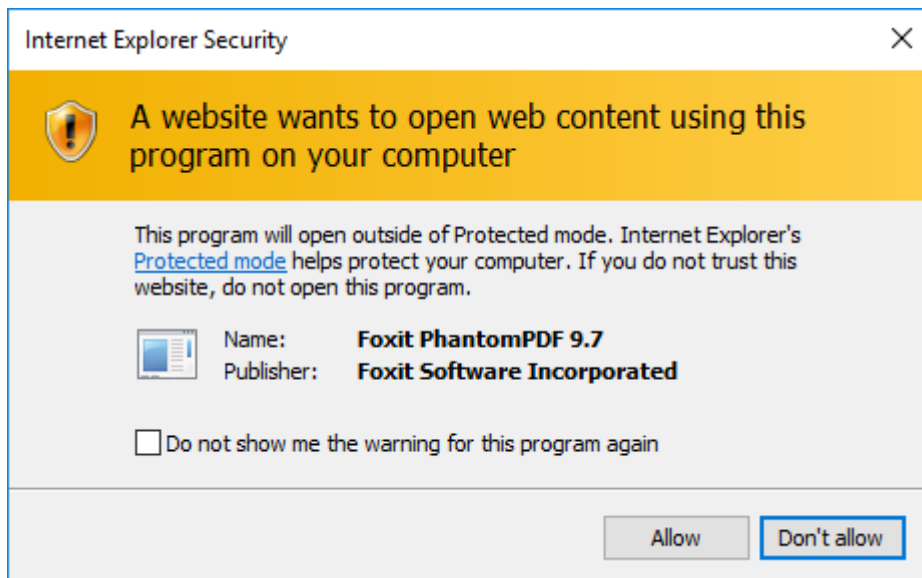 Internet Explorer Security
A website wants to open web content using this
program on your computer
This program will open outside of Protected mode. Internet Explorer's
Protected mode helps protect your computer. If you do not trust this
website, do not open this program.
Name: Foxit PhantomPDF 9.7
Publisher: Foxit Software Incorporated
Do not show me the warning for this program again
Allow Don't allow